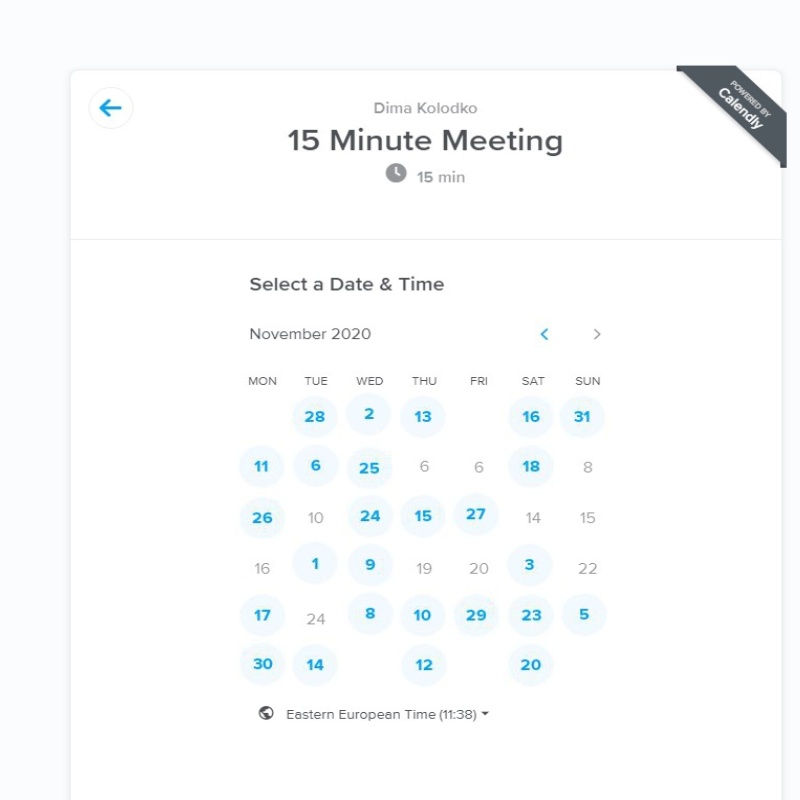 POWERED BY
Calendly
Dima Kolodko
15 Minute Meeting
15 min
Select a Date & Time
November 2020
MON TUE WED THU FRI SAT SUN
28 2 13 16 31
11 6 25 6 6 18 8
26 10 24 15 27 14 15
16 1 9 19 20 3 22
17 24 8 10 29 23 5
30 14 12 20
Eastern European Time (11:38)